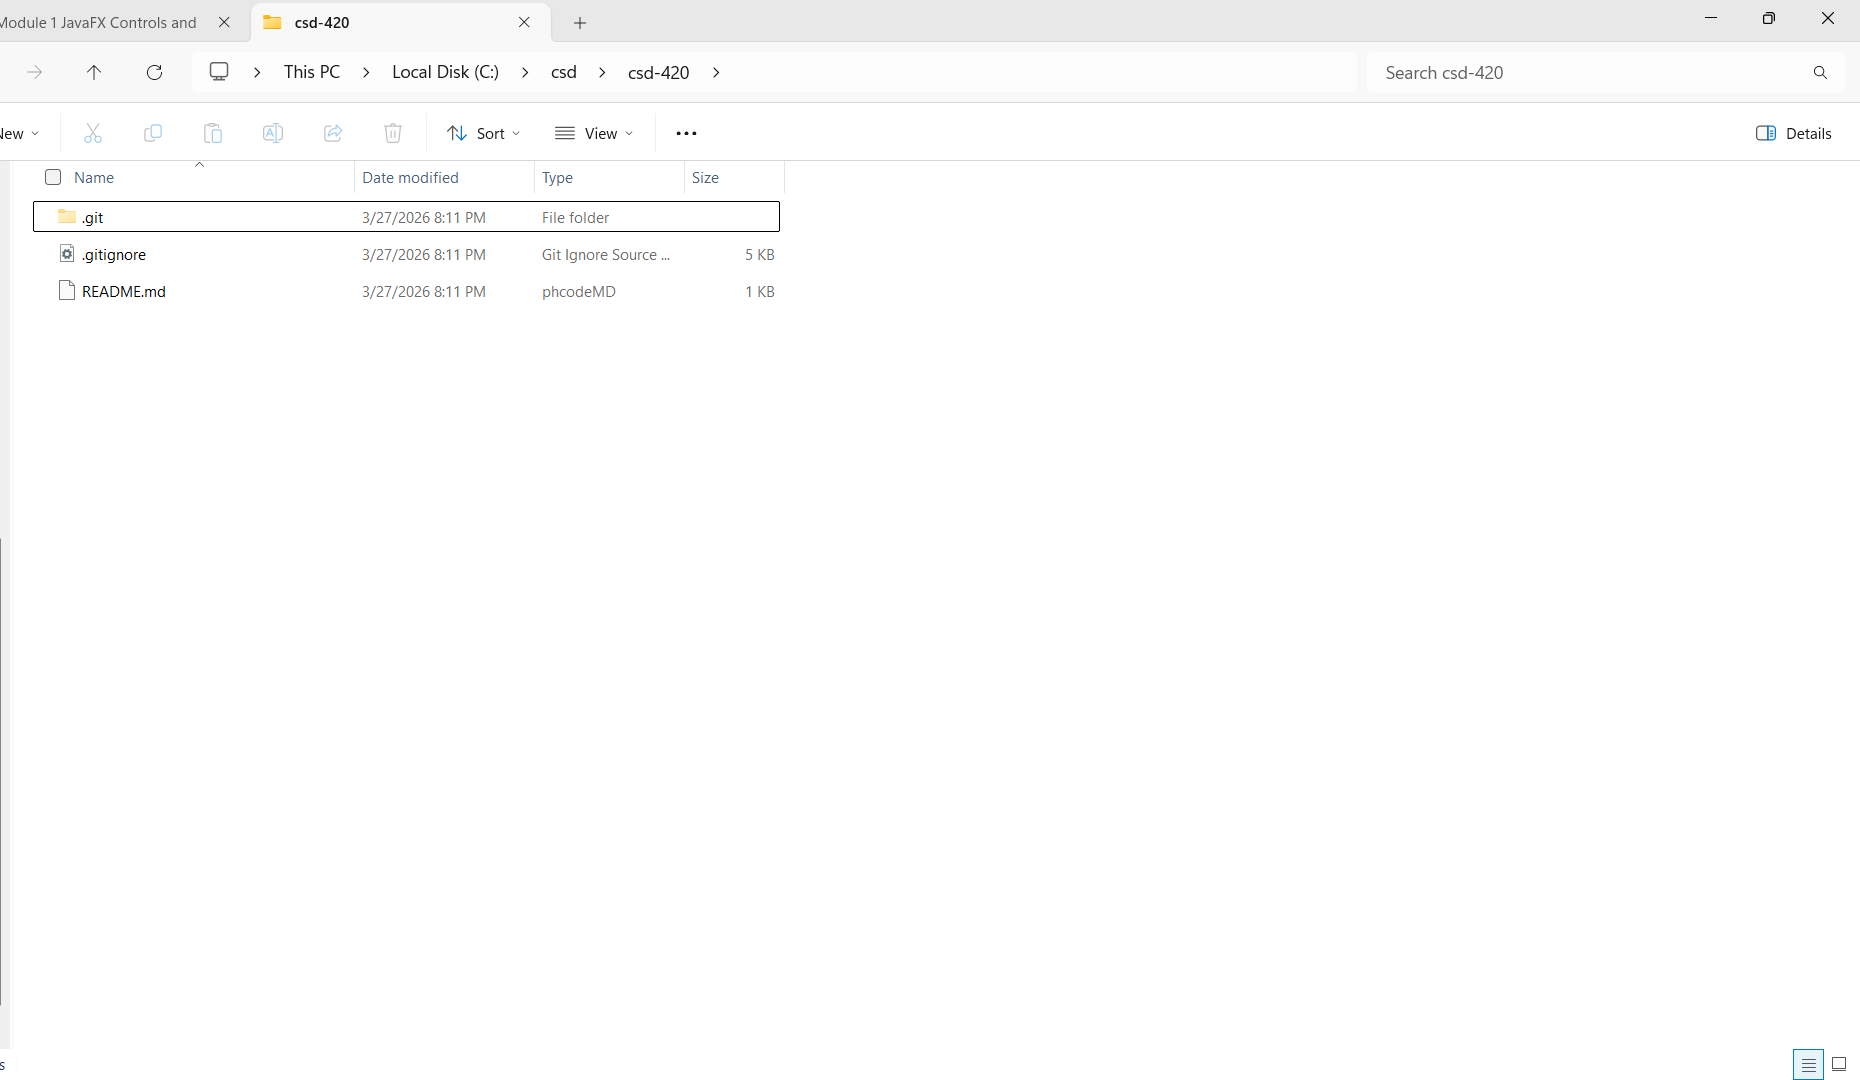 Module 1 JavaFX Controls and
csd-420
This PC
Local Disk (C:)
csd
csd-420
Search csd-420
New
Sort
View
Details
Name Date modified Type Size
.git 3/27/2026 8:11 PM File folder
.gitignore 3/27/2026 8:11 PM Git Ignore Source ... 5 KB
README.md 3/27/2026 8:11 PM phcodeMD 1 KB
s